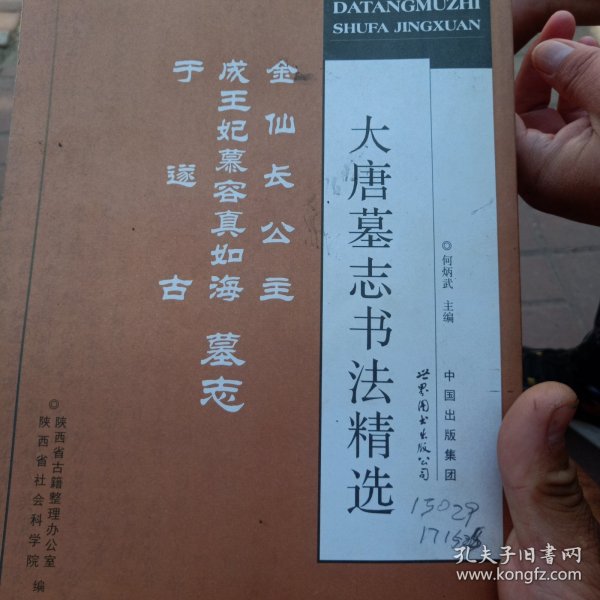 DATANGMUZHI
SHUFA JINGXUAN
大唐墓志书法精选
◎何炳武 主编
中国出版集团
世界图书出版公司
金仙长公主
成王妃慕容真如海 墓志
于遂古
◎陕西省古籍整理办公室
陕西省社会科学院 编
15029
孔夫子旧书网
www.kongfz.com